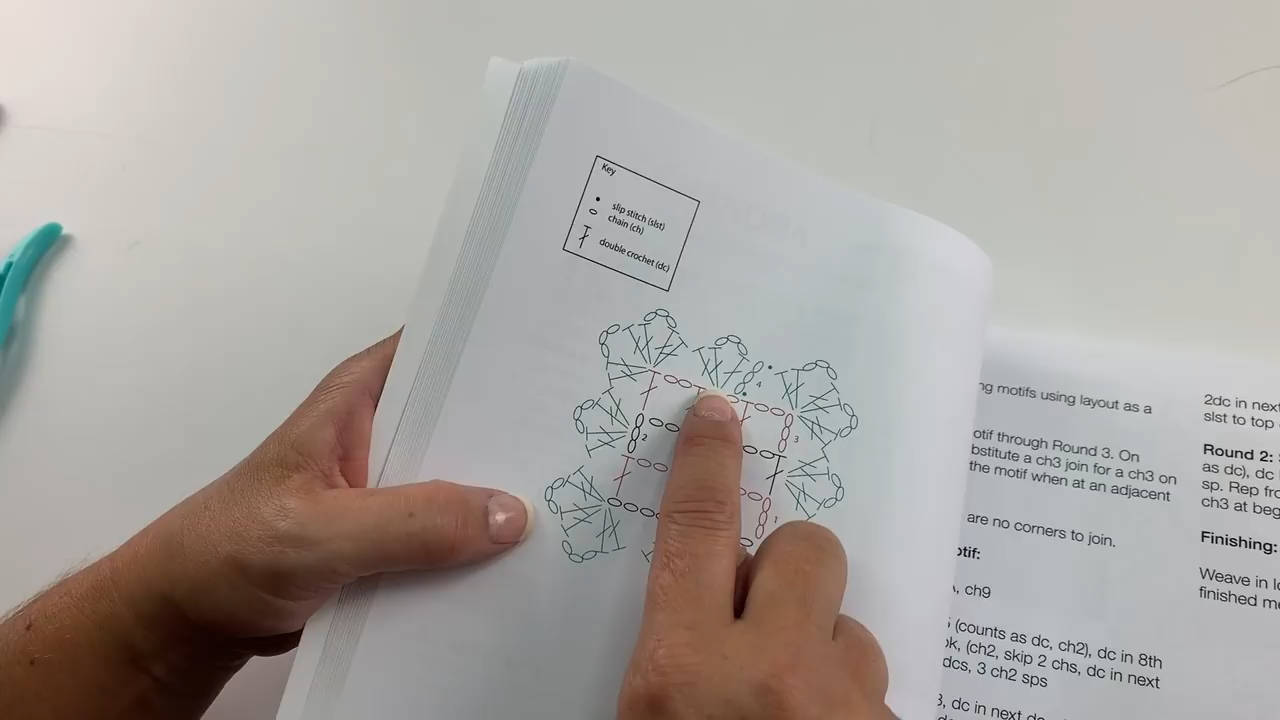 Key
slip stitch (slst)
chain (ch)
double crochet (dc)
4
3
2
1
ng motifs using layout as a
otif through Round 3. On
bstitute a ch3 join for a ch3 on
the motif when at an adjacent
are no corners to join.
otif:
, ch9
(counts as dc, ch2), dc in 8th
ok, (ch2, skip 2 chs, dc in next
dcs, 3 ch2 sps
3, dc in next
2dc in next
slst to top
Round 2:
as dc), dc
sp. Rep fro
ch3 at beg
Finishing:
Weave in
finished